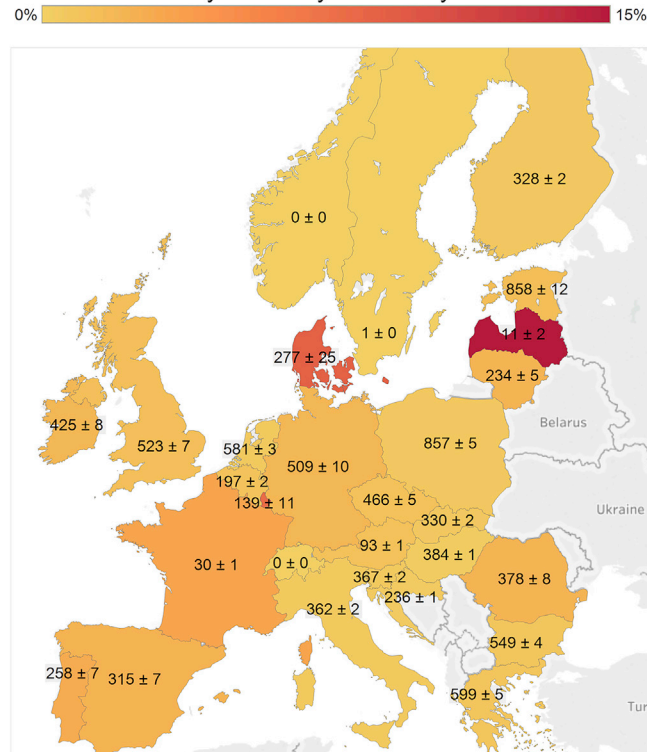 0%
15%
328 ± 2
0 ± 0
858 ± 12
1 ± 0
11 ± 2
277 ± 25
234 ± 5
Belarus
425 ± 8
523 ± 7
581 ± 3
857 ± 5
509 ± 10
197 ± 2
139 ± 11
466 ± 5
Ukraine
330 ± 2
93 ± 1
384 ± 1
30 ± 1
0 ± 0
367 ± 2
378 ± 8
236 ± 1
362 ± 2
549 ± 4
258 ± 7
315 ± 7
599 ± 5
Tur